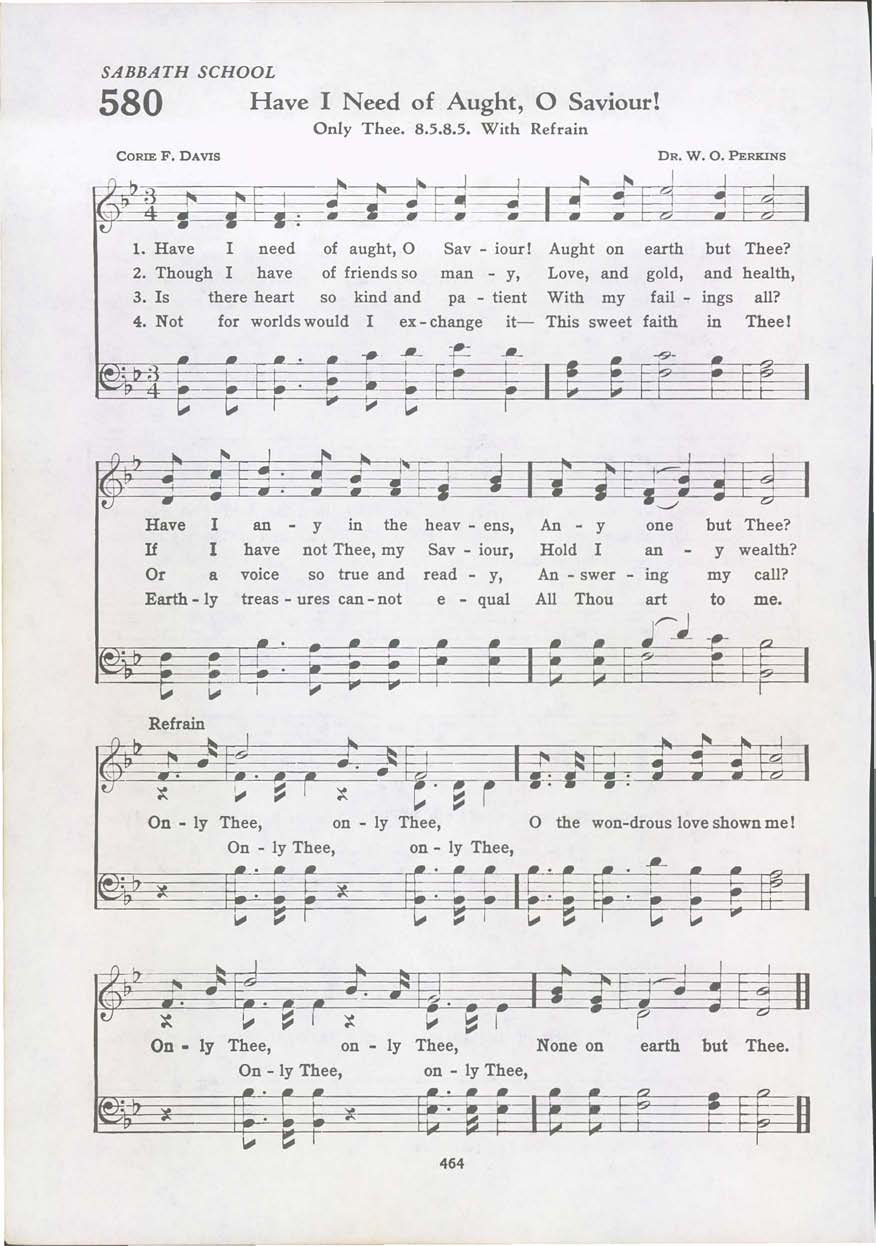 SABBATH SCHOOL
580 Have I Need of Aught, O Saviour!
Only Thee. 8.5.8.5. With Refrain
CORIE F. DAVIS DR. W. O. PERKINS
3
4
1. Have I need of aught, O Sav - iour! Aught on earth but Thee?
2. Though I have of friends so man - y, Love, and gold, and health,
3. Is there heart so kind and pa - tient With my fail - ings all?
4. Not for worlds would I ex - change it— This sweet faith in Thee!
3
4
Have I an - y in the heav - ens, An - y one but Thee?
If I have not Thee, my Sav - iour, Hold I an - y wealth?
Or a voice so true and read - y, An - swer - ing my call?
Earth - ly treas - ures can - not e - qual All Thou art to me.
Refrain
On - ly Thee, on - ly Thee, O the won-drous love shown me!
On - ly Thee, on - ly Thee,
On - ly Thee, on - ly Thee, None on earth but Thee.
On - ly Thee, on - ly Thee,
464